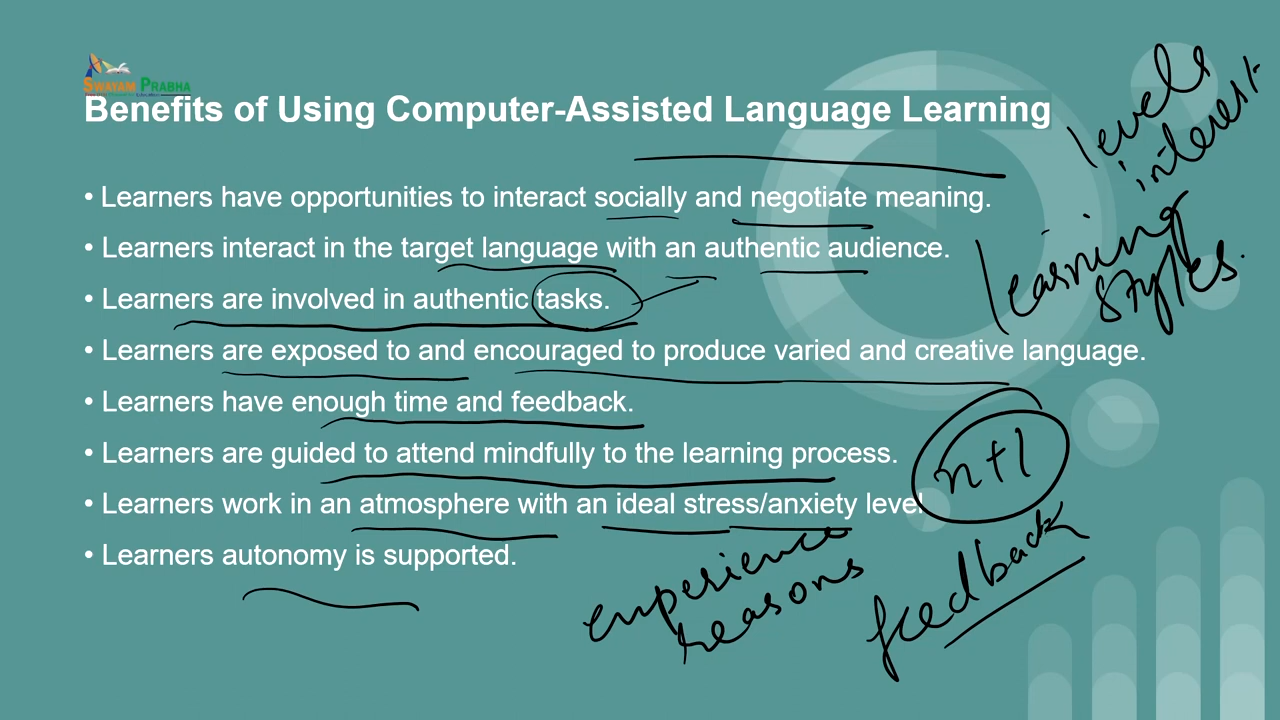 SWAYAM PRABHA
Benefits of Using Computer-Assisted Language Learning
• Learners have opportunities to interact socially and negotiate meaning.
• Learners interact in the target language with an authentic audience.
• Learners are involved in authentic tasks.
• Learners are exposed to and encouraged to produce varied and creative language.
• Learners have enough time and feedback.
• Learners are guided to attend mindfully to the learning process.
• Learners work in an atmosphere with an ideal stress/anxiety level
• Learners autonomy is supported.
levels
interest
learning
styles.
n+1
experience
reasons
feedback